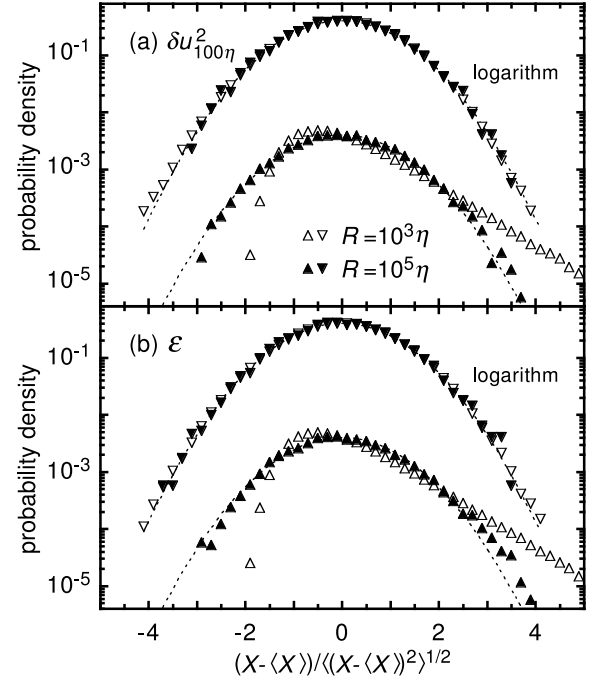 10⁻¹
10⁻³
10⁻⁵
probability density
(a) δu²₁₀₀η
logarithm
△ ▽ R=10³η
▲ ▼ R=10⁵η
10⁻¹
10⁻³
10⁻⁵
probability density
(b) ε
logarithm
-4 -2 0 2 4
(X-⟨X⟩)/⟨(X-⟨X⟩)²⟩¹/²